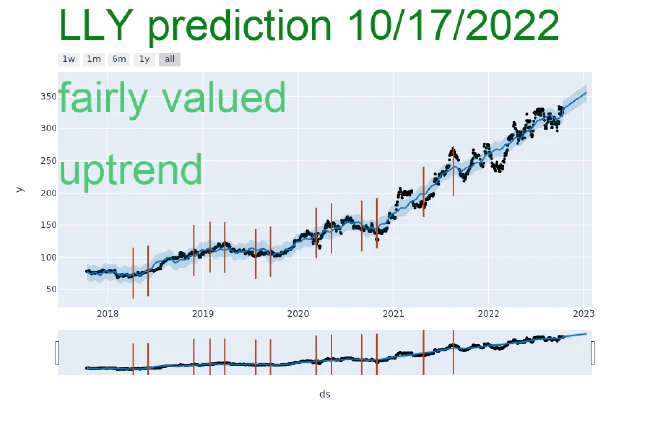 LLY prediction 10/17/2022
1w 1m 6m 1y all
fairly valued
uptrend
350
300
250
200
150
100
50
y
2018 2019 2020 2021 2022 2023
ds